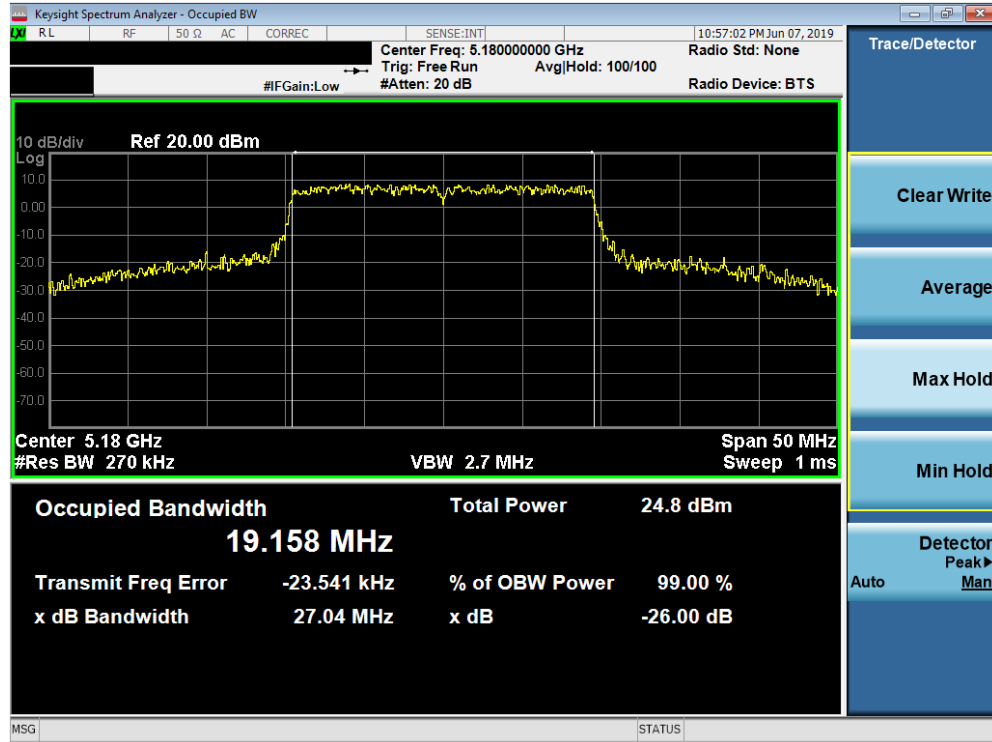 Keysight Spectrum Analyzer - Occupied BW
LXI RL RF 50 Ω AC CORREC SENSE:INT 10:57:02 PM Jun 07, 2019
Center Freq: 5.180000000 GHz Radio Std: None
Trig: Free Run Avg|Hold: 100/100
#IFGain:Low #Atten: 20 dB Radio Device: BTS
10 dB/div Ref 20.00 dBm
Log
10.0
0.00
-10.0
-20.0
-30.0
-40.0
-50.0
-60.0
-70.0
Center 5.18 GHz Span 50 MHz
#Res BW 270 kHz VBW 2.7 MHz Sweep 1 ms
Occupied Bandwidth Total Power 24.8 dBm
19.158 MHz
Transmit Freq Error -23.541 kHz % of OBW Power 99.00 %
x dB Bandwidth 27.04 MHz x dB -26.00 dB
MSG STATUS
Trace/Detector
Clear Write
Average
Max Hold
Min Hold
Detector
Peak▶
Auto Man